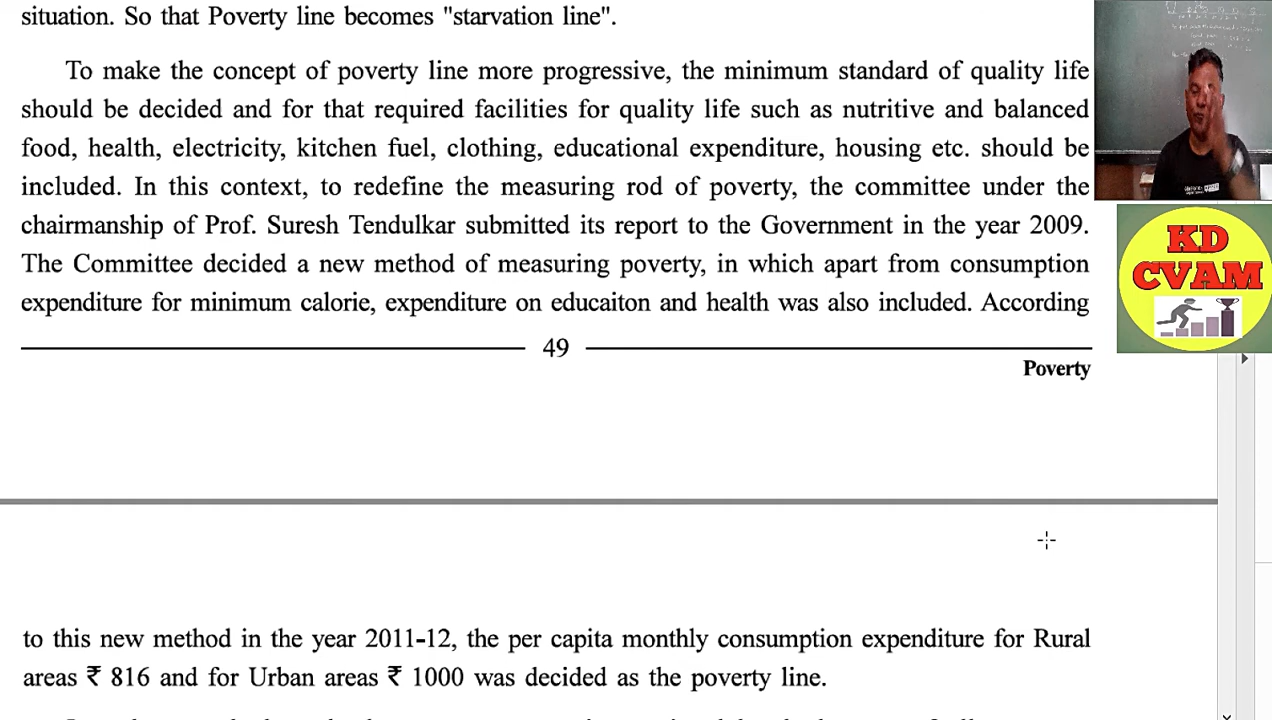 situation. So that Poverty line becomes "starvation line".
To make the concept of poverty line more progressive, the minimum standard of quality life
should be decided and for that required facilities for quality life such as nutritive and balanced
food, health, electricity, kitchen fuel, clothing, educational expenditure, housing etc. should be
included. In this context, to redefine the measuring rod of poverty, the committee under the
chairmanship of Prof. Suresh Tendulkar submitted its report to the Government in the year 2009.
The Committee decided a new method of measuring poverty, in which apart from consumption
expenditure for minimum calorie, expenditure on educaiton and health was also included. According
49
Poverty
KD
CVAM
to this new method in the year 2011-12, the per capita monthly consumption expenditure for Rural
areas ₹ 816 and for Urban areas ₹ 1000 was decided as the poverty line.